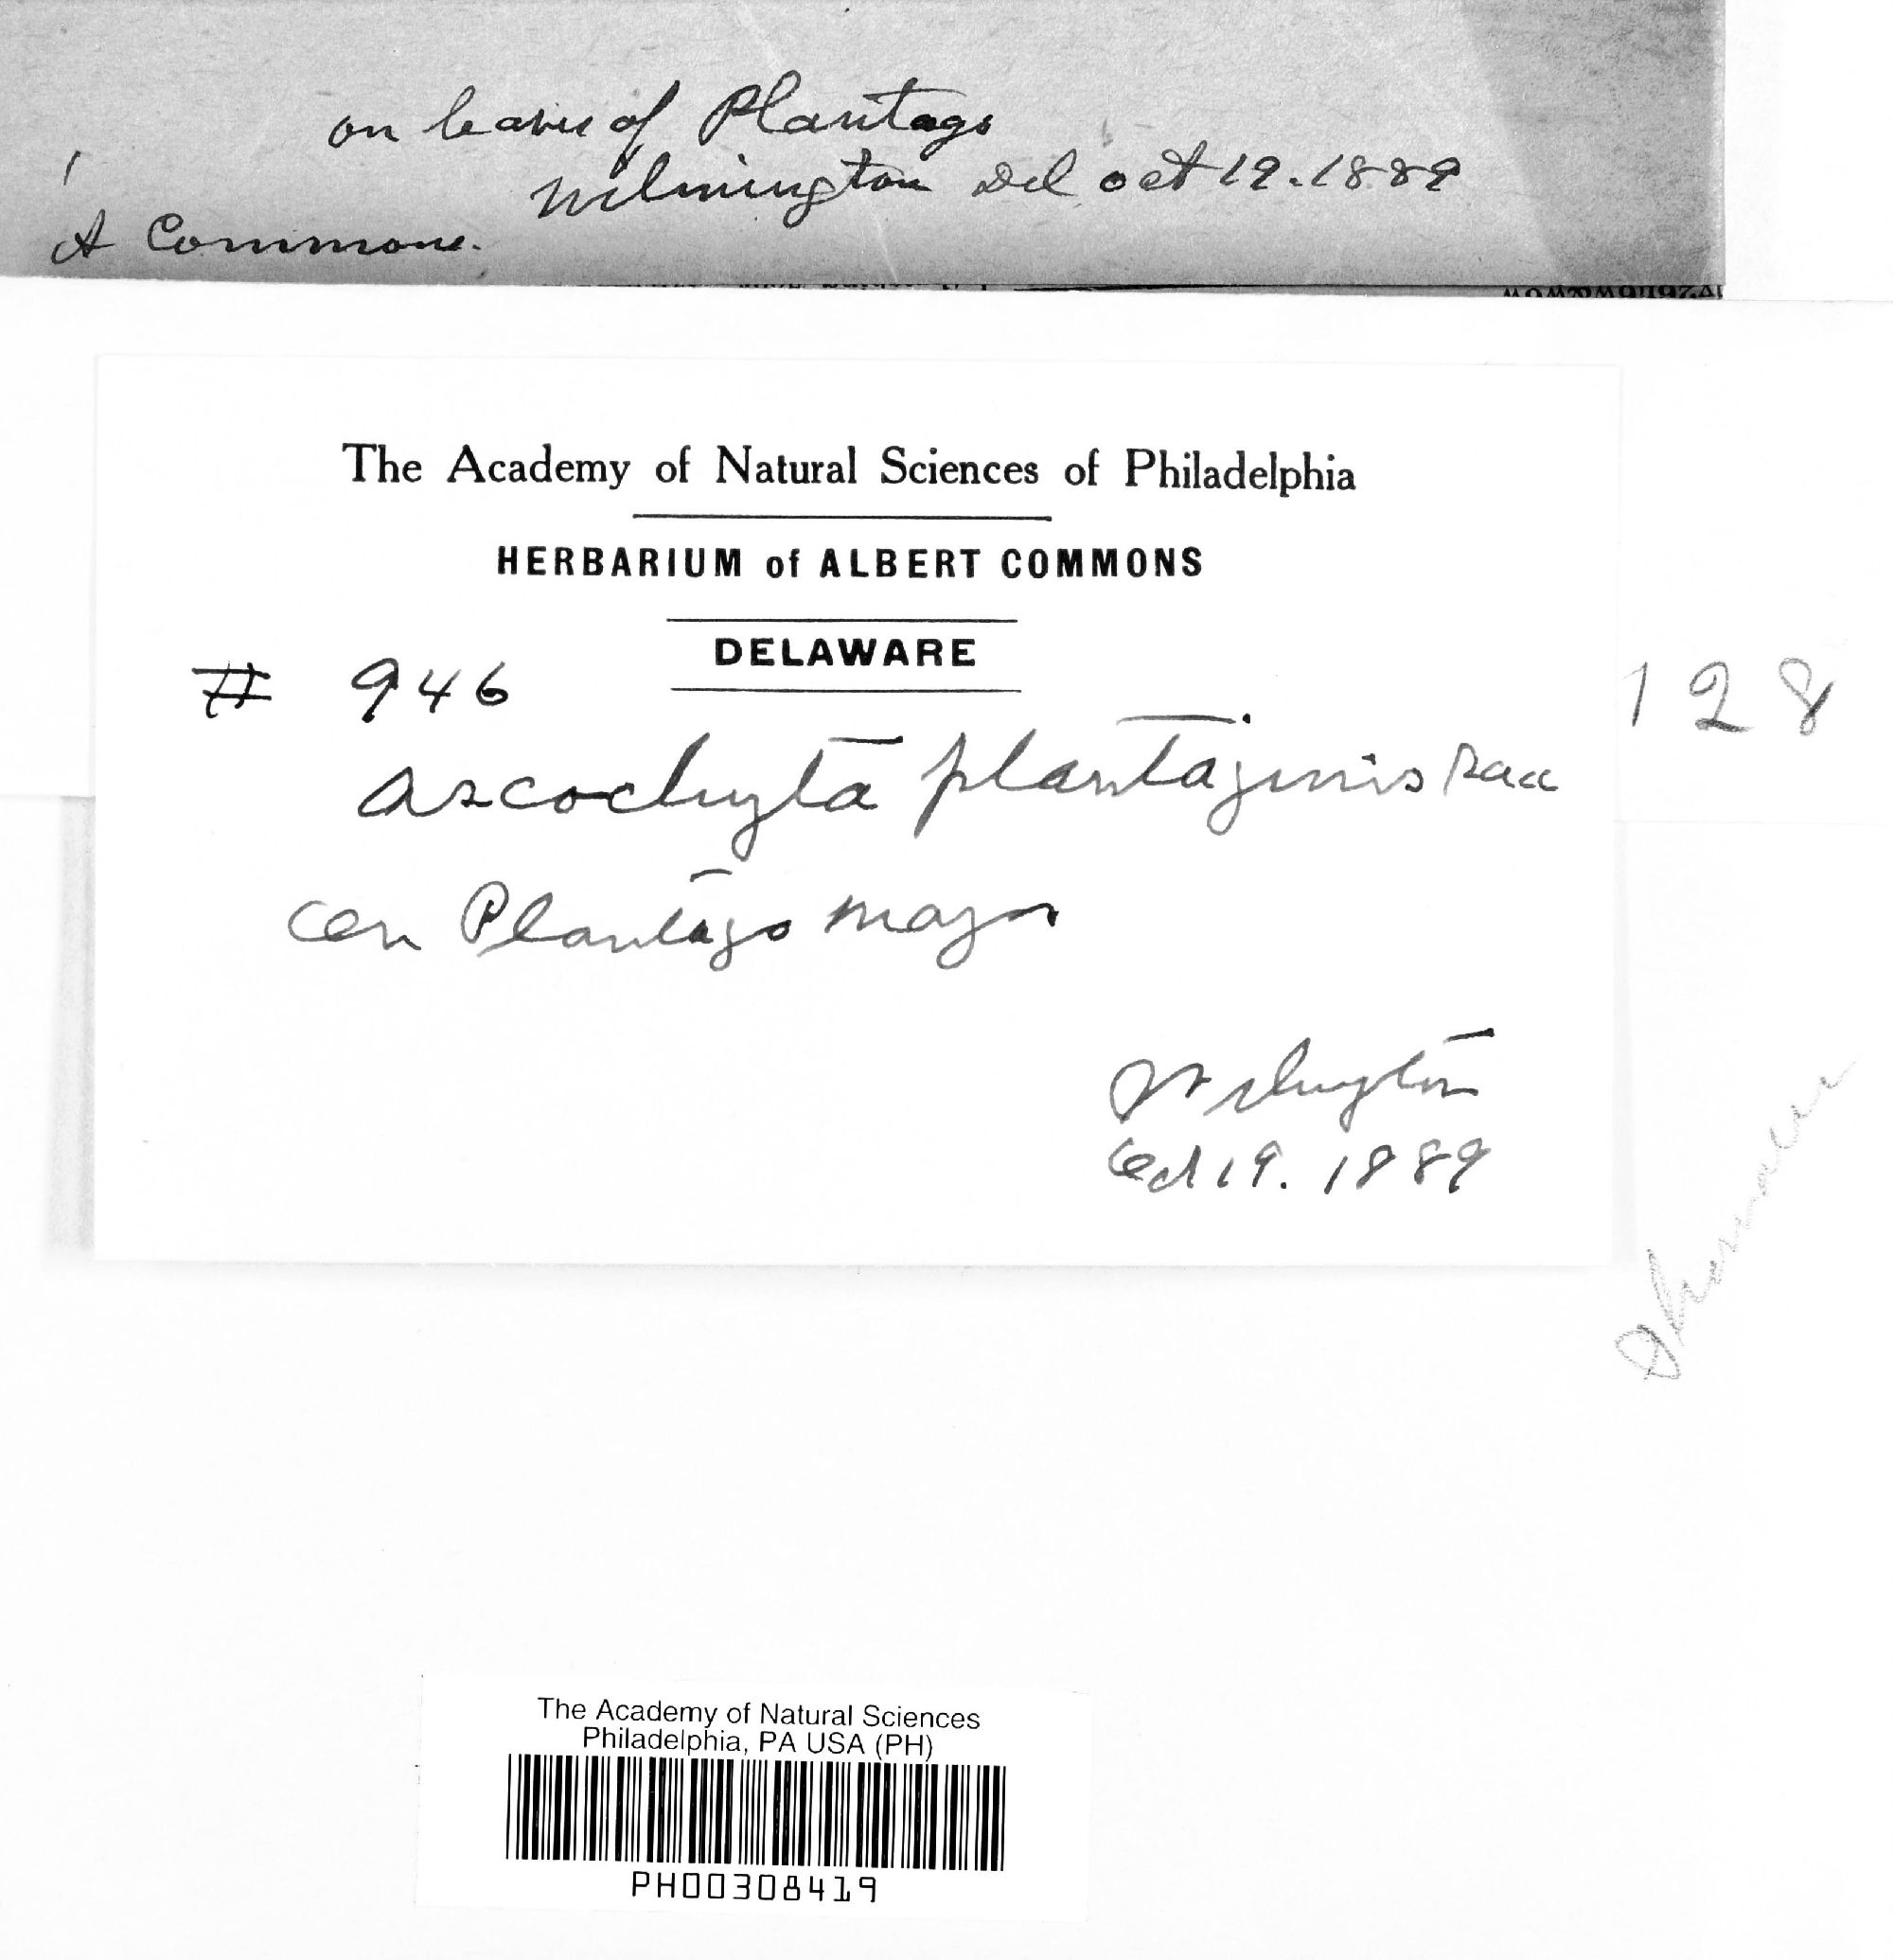 on leaves of Plantago
Wilmington Del Oct 19. 1889
A Commons.
The Academy of Natural Sciences of Philadelphia
HERBARIUM of ALBERT COMMONS
DELAWARE
# 946
128
Ascochyta plantaginis Sacc
On Plantago major
Wilmington
Oct 19. 1889
The Academy of Natural Sciences
Philadelphia, PA USA (PH)
PH00308419